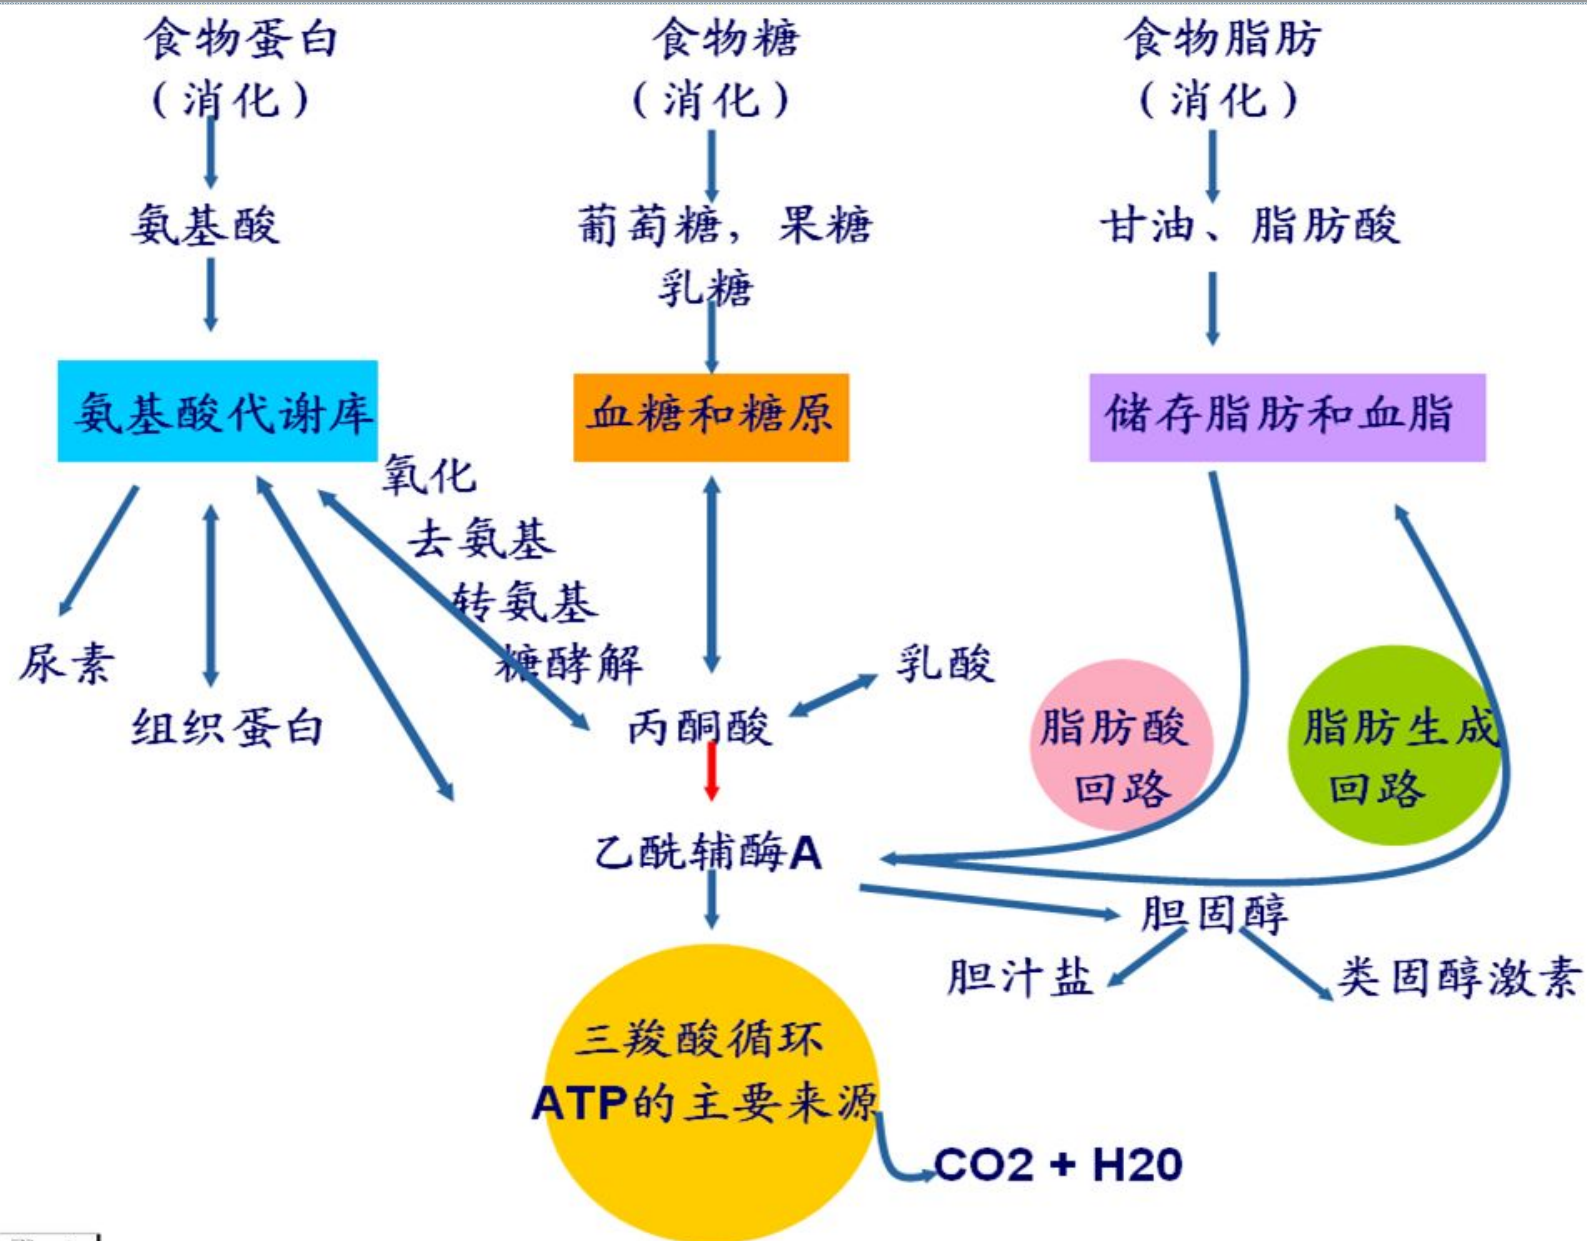 食物蛋白
（消化）
食物糖
（消化）
食物脂肪
（消化）
氨基酸
葡萄糖，果糖
乳糖
甘油、脂肪酸
氨基酸代谢库
血糖和糖原
储存脂肪和血脂
氧化
去氨基
转氨基
糖酵解
尿素
组织蛋白
丙酮酸
乳酸
脂肪酸
回路
脂肪生成
回路
乙酰辅酶A
胆固醇
胆汁盐
类固醇激素
三羧酸循环
ATP的主要来源
CO2 + H20